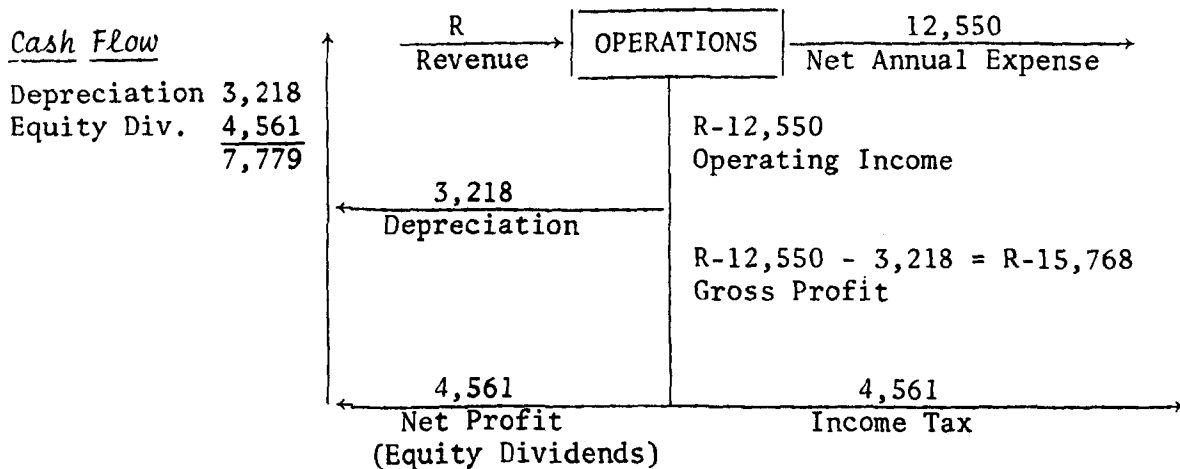 Cash Flow
Depreciation 3,218
Equity Div. 4,561
7,779
R
Revenue
OPERATIONS
12,550
Net Annual Expense
R-12,550
Operating Income
3,218
Depreciation
R-12,550 - 3,218 = R-15,768
Gross Profit
4,561
Net Profit
(Equity Dividends)
4,561
Income Tax